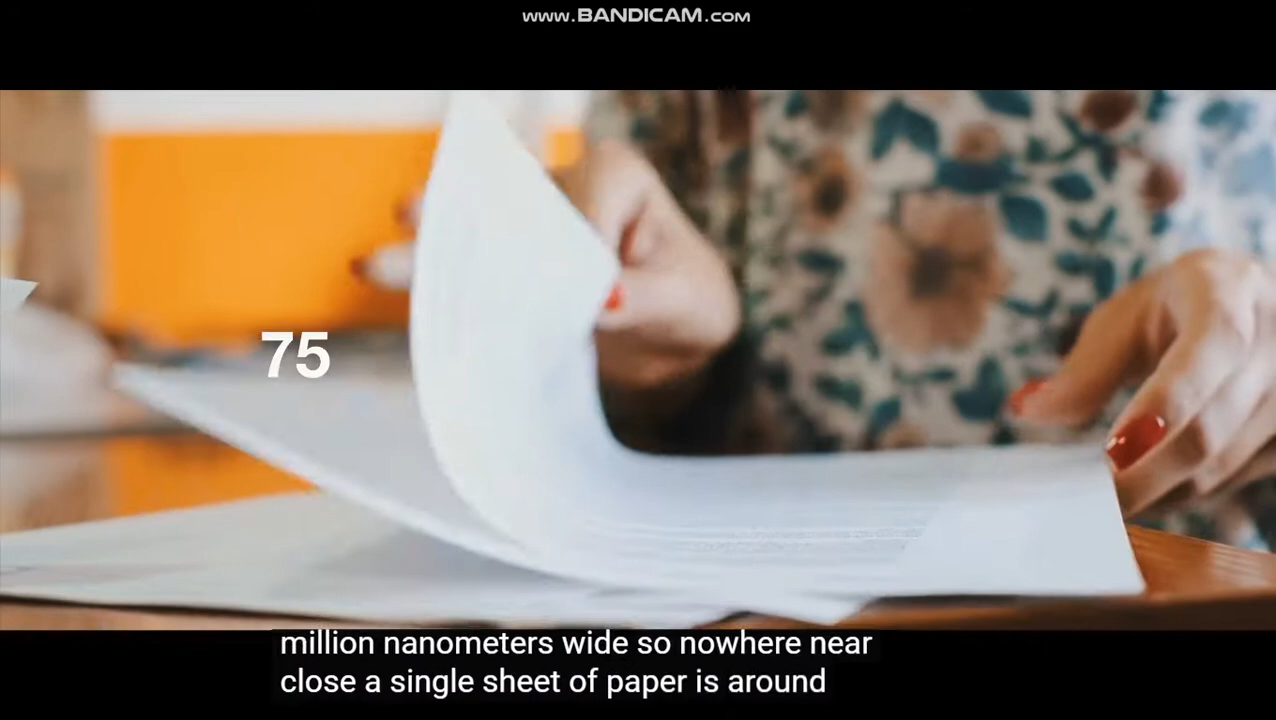 www.BANDICAM.COM
75
million nanometers wide so nowhere near
close a single sheet of paper is around